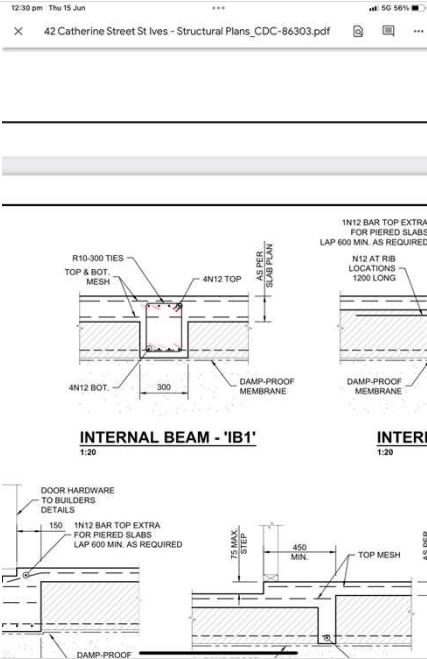 12:30 pm Thu 15 Jun
5G 56%
42 Catherine Street St Ives - Structural Plans_CDC-86303.pdf
R10-300 TIES
TOP & BOT.
MESH
4N12 TOP
AS PER
SLAB PLAN
4N12 BOT.
300
DAMP-PROOF
MEMBRANE
INTERNAL BEAM - 'IB1'
1:20
1N12 BAR TOP EXTRA
FOR PIERED SLABS
LAP 600 MIN. AS REQUIRED
N12 AT RIB
LOCATIONS
1200 LONG
DAMP-PROOF
MEMBRANE
1:20
DOOR HARDWARE
TO BUILDERS
DETAILS
150
1N12 BAR TOP EXTRA
FOR PIERED SLABS
LAP 600 MIN. AS REQUIRED
DAMP-PROOF
75 MAX.
STEP
450
MIN.
TOP MESH
AS PER